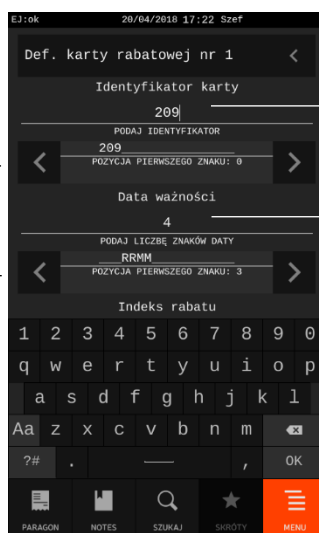 EJ:ok 20/04/2018 17:22 Szef
Def. karty rabatowej nr 1 <
Identyfikator karty
209
PODAJ IDENTYFIKATOR
209
< POZYCJA PIERWSZEGO ZNAKU: 0 >
Data ważności
4
PODAJ LICZBĘ ZNAKÓW DATY
___RRMM
< POZYCJA PIERWSZEGO ZNAKU: 3 >
Indeks rabatu
1 2 3 4 5 6 7 8 9 0
q w e r t y u i o p
a s d f g h j k l
Aa z x c v b n m
?# . , OK
PARAGON NOTES SZUKAJ SKRÓTY MENU